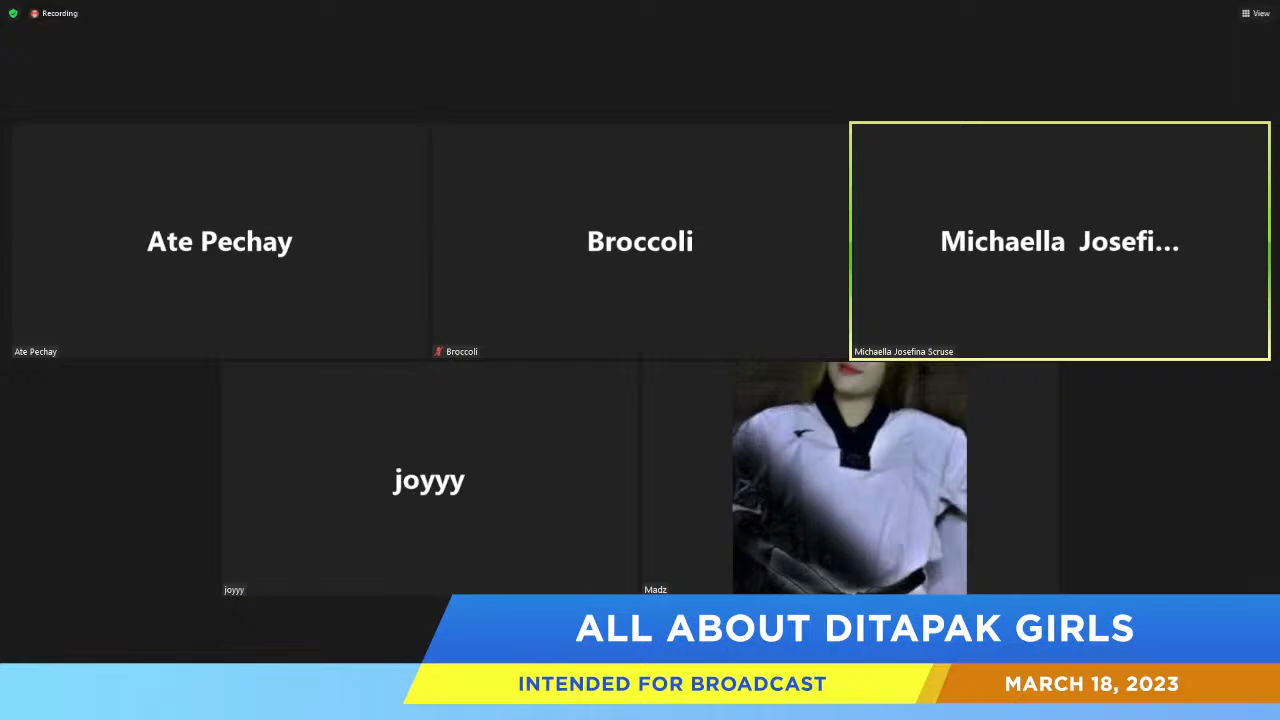 Recording
View
Ate Pechay
Broccoli
Michaella Josefi...
Ate Pechay
Broccoli
Michaella Josefina Scruse
joyyy
joyyy
Madz
ALL ABOUT DITAPAK GIRLS
INTENDED FOR BROADCAST
MARCH 18, 2023